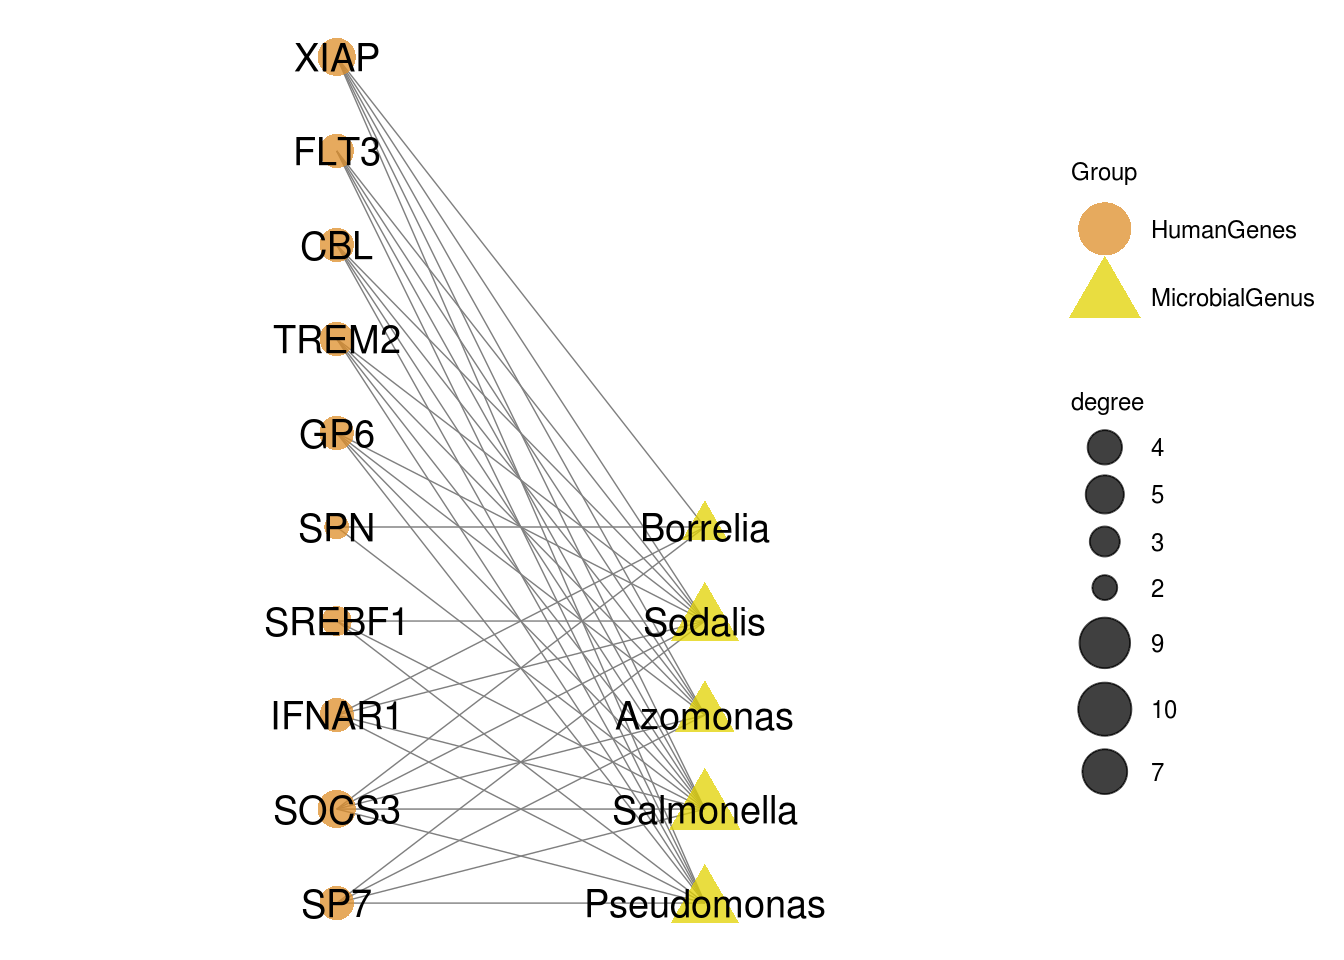 XIAP
FLT3
CBL
TREM2
GP6
SPN
SREBF1
IFNAR1
SOCS3
SP7
Borrelia
Sodalis
Azomonas
Salmonella
Pseudomonas
Group
HumanGenes
MicrobialGenus
degree
4
5
3
2
9
10
7